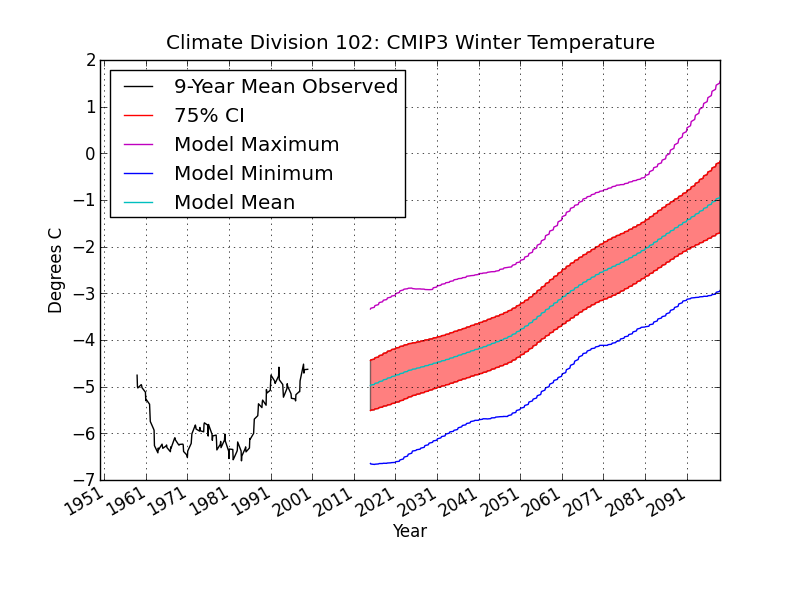 Climate Division 102: CMIP3 Winter Temperature
2
1
0
−1
−2
−3
−4
−5
−6
−7
Degrees C
9-Year Mean Observed
75% CI
Model Maximum
Model Minimum
Model Mean
1951 1961 1971 1981 1991 2001 2011 2021 2031 2041 2051 2061 2071 2081 2091
Year